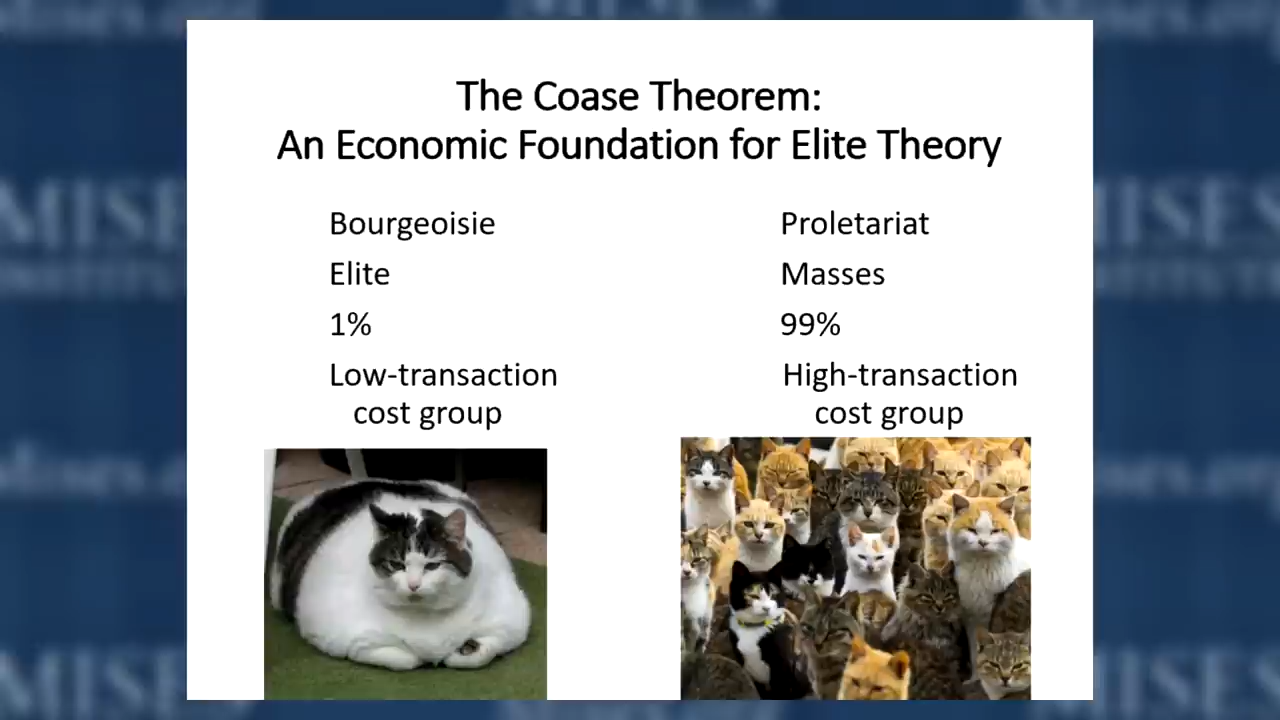 The Coase Theorem:
An Economic Foundation for Elite Theory
Bourgeoisie
Proletariat
Elite
Masses
1%
99%
Low-transaction
cost group
High-transaction
cost group